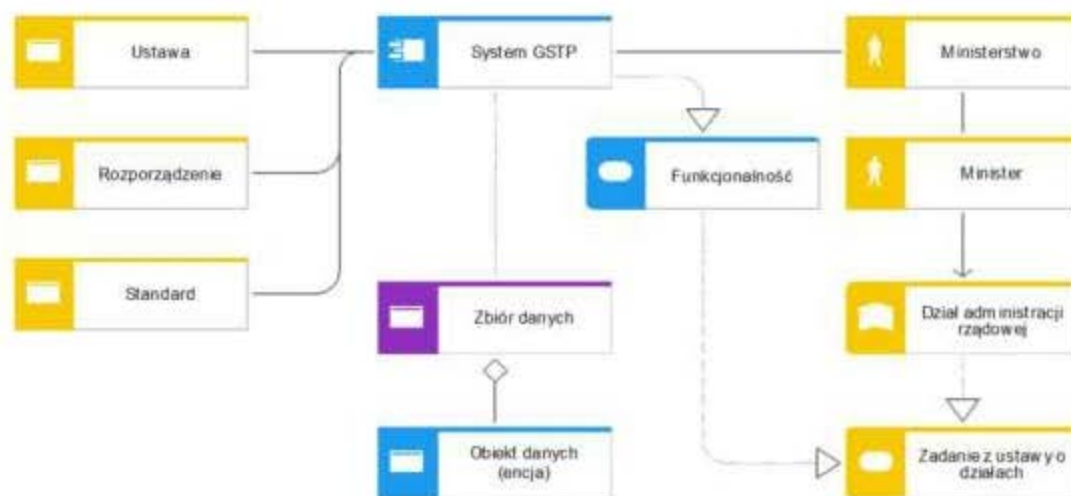 Ustawa
System GSTP
Ministerstwo
Rozporządzenie
Funkcjonalność
Minister
Standard
Zbiór danych
Dział administracji
rządowej
Obiekt danych
(encja)
Zadanie z ustawy o
działach